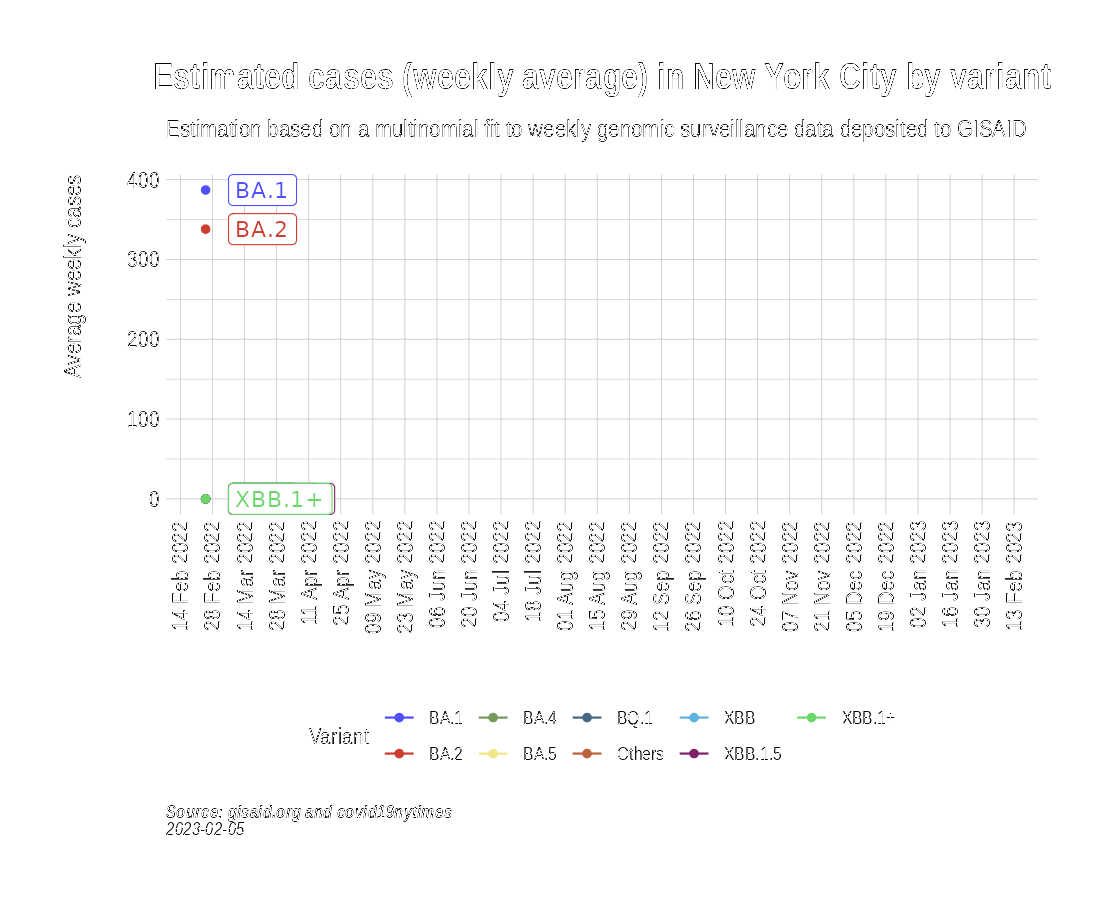 Estimated cases (weekly average) in New York City by variant
Estimation based on a multinomial fit to weekly genomic surveillance data deposited to GISAID
Average weekly cases
400
300
200
100
0
BA.1
BA.2
XBB.1+
14 Feb 2022
28 Feb 2022
14 Mar 2022
28 Mar 2022
11 Apr 2022
25 Apr 2022
09 May 2022
23 May 2022
06 Jun 2022
20 Jun 2022
04 Jul 2022
18 Jul 2022
01 Aug 2022
15 Aug 2022
29 Aug 2022
12 Sep 2022
26 Sep 2022
10 Oct 2022
24 Oct 2022
07 Nov 2022
21 Nov 2022
05 Dec 2022
19 Dec 2022
02 Jan 2023
16 Jan 2023
30 Jan 2023
13 Feb 2023
Variant
BA.1 BA.4 BQ.1 XBB XBB.1+
BA.2 BA.5 Others XBB.1.5
Source: gisaid.org and covid19nytimes
2023-02-05